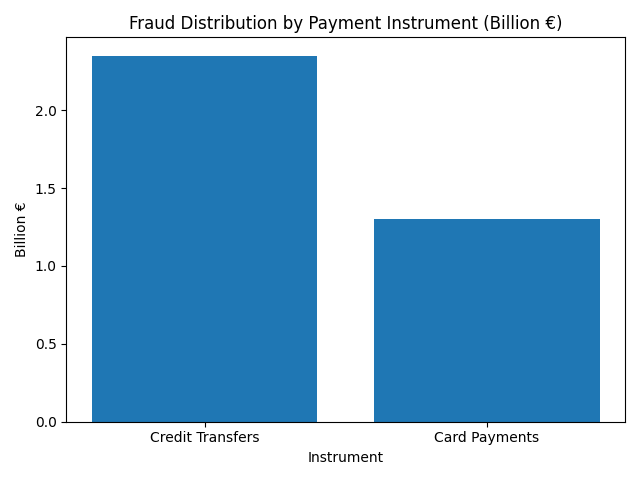 Fraud Distribution by Payment Instrument (Billion €)
2.0
1.5
1.0
0.5
0.0
Billion €
Credit Transfers
Card Payments
Instrument